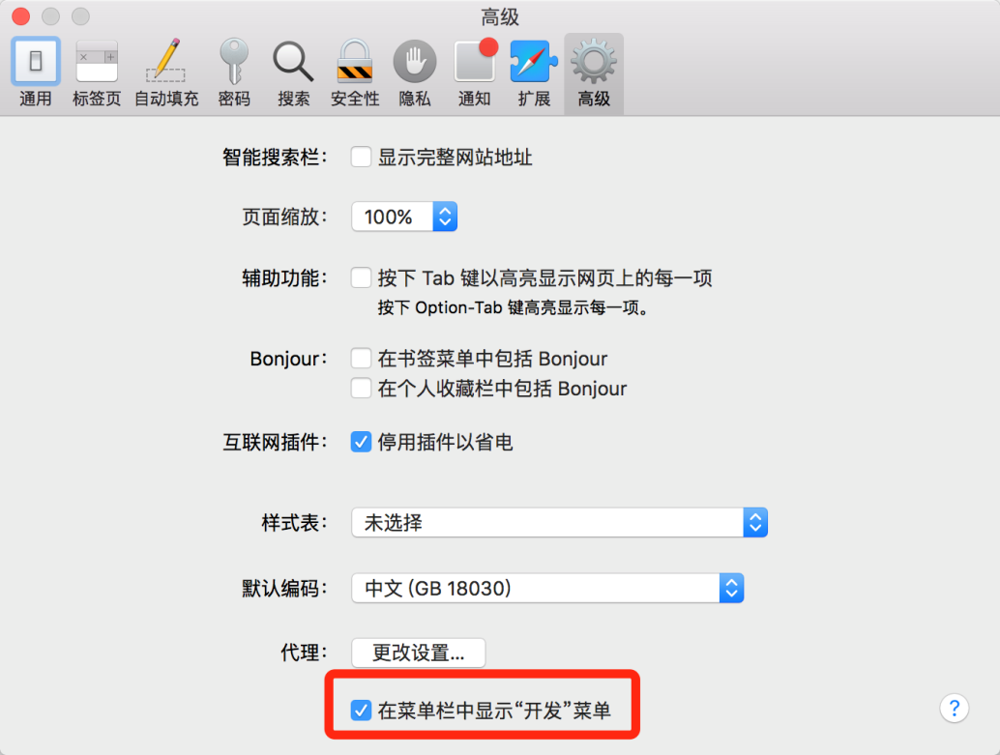 高级
通用 标签页 自动填充 密码 搜索 安全性 隐私 通知 扩展 高级
智能搜索栏: 显示完整网站地址
页面缩放: 100%
辅助功能: 按下 Tab 键以高亮显示网页上的每一项
按下 Option-Tab 键高亮显示每一项。
Bonjour: 在书签菜单中包括 Bonjour
在个人收藏栏中包括 Bonjour
互联网插件: 停用插件以省电
样式表: 未选择
默认编码: 中文 (GB 18030)
代理: 更改设置...
在菜单栏中显示“开发”菜单
?